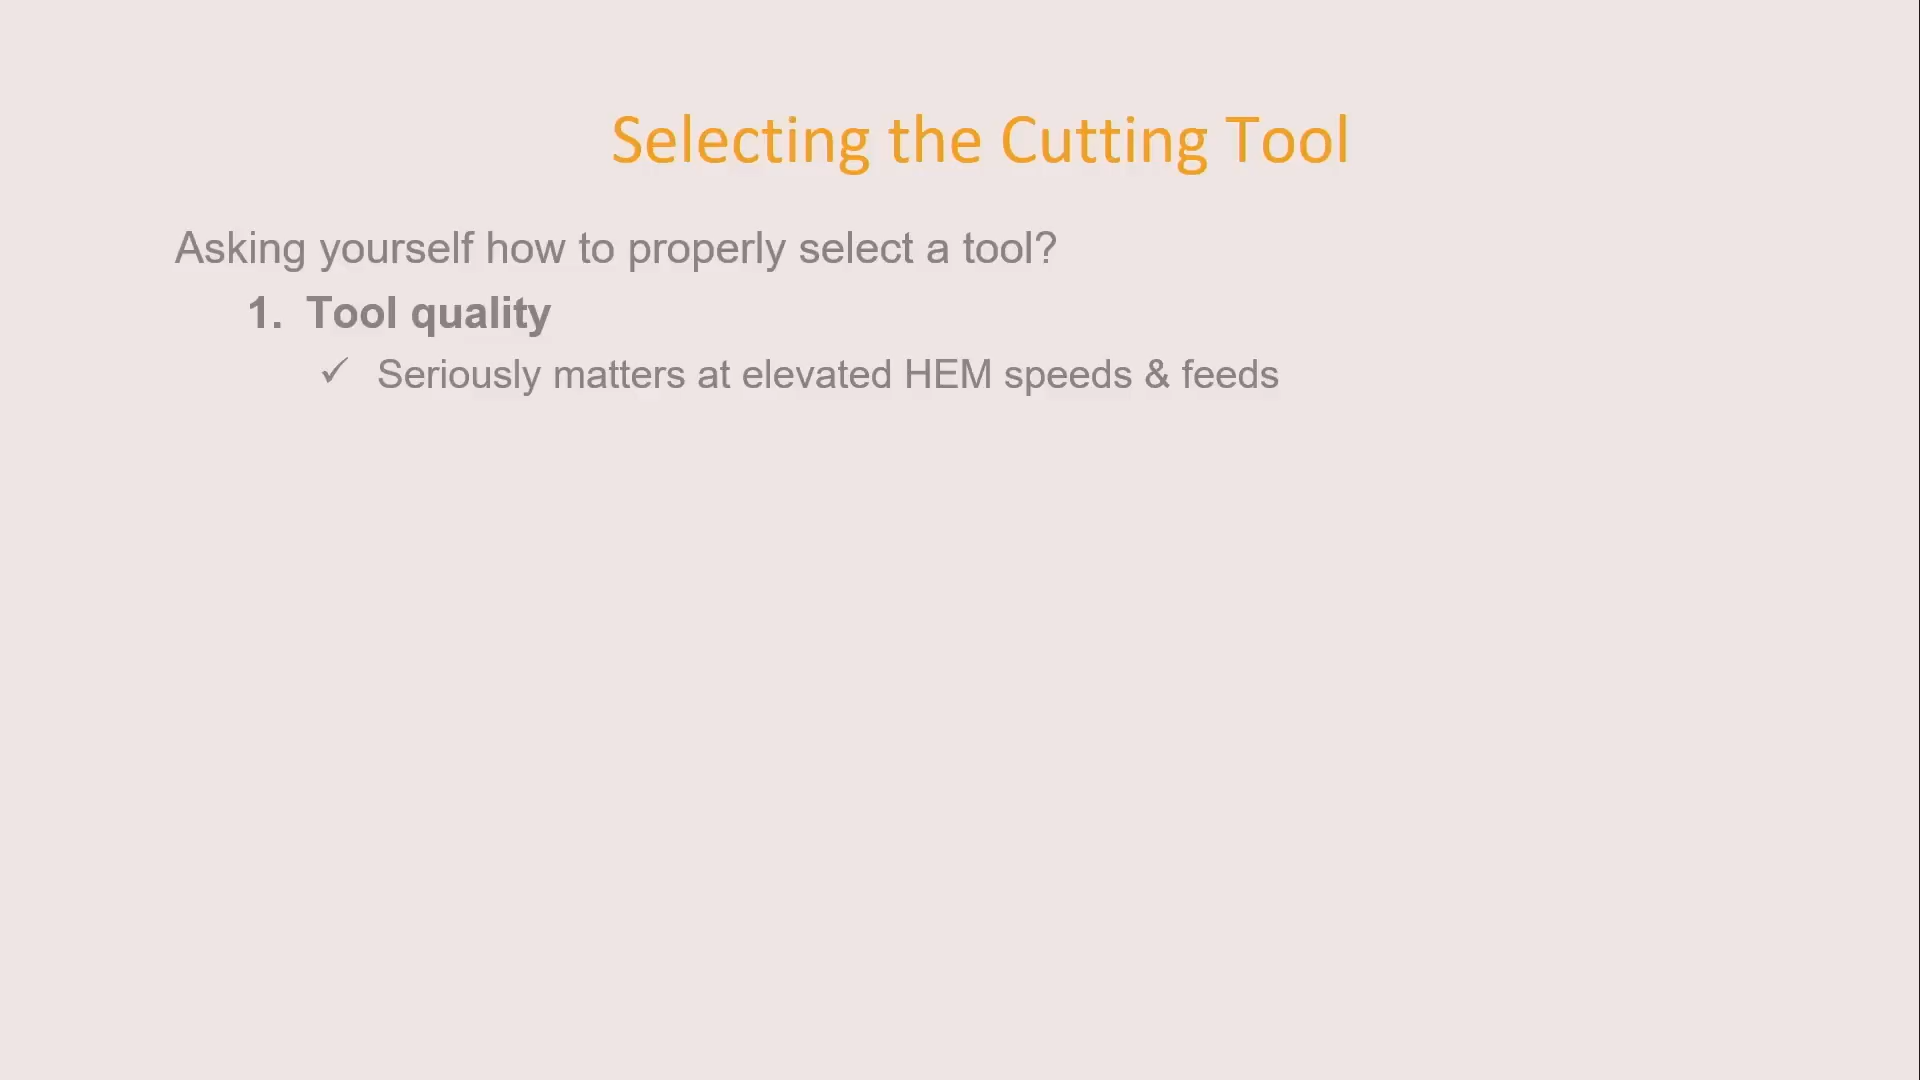 Selecting the Cutting Tool
Asking yourself how to properly select a tool?
1. Tool quality
✓ Seriously matters at elevated HEM speeds & feeds